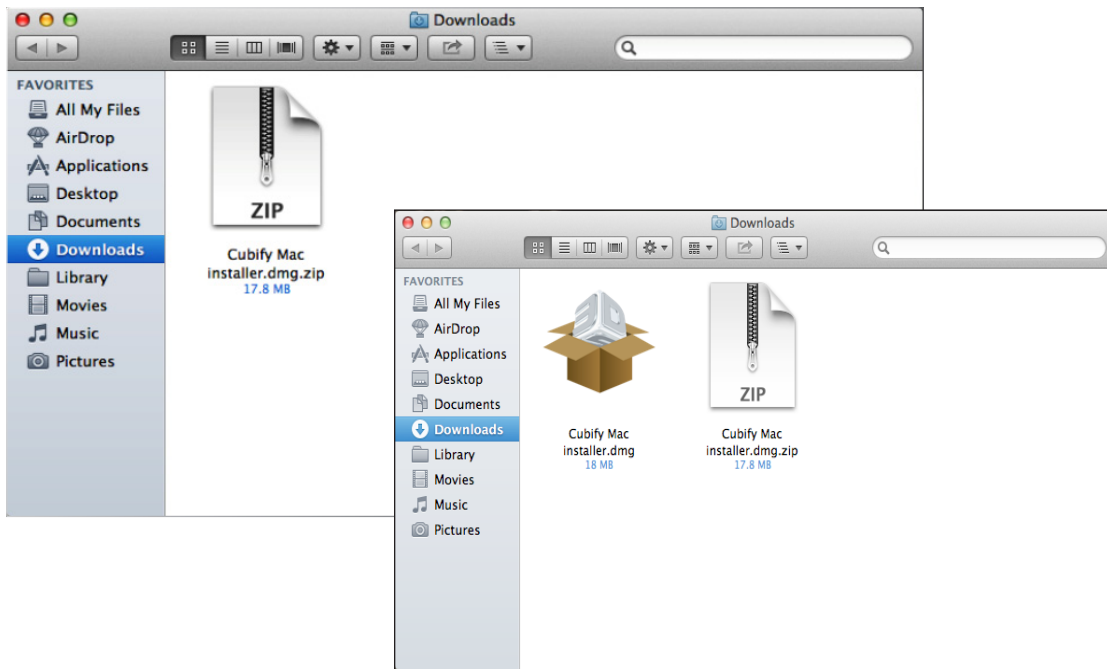 Downloads
FAVORITES
All My Files
AirDrop
Applications
Desktop
Documents
Downloads
Library
Movies
Music
Pictures
ZIP
Cubify Mac
installer.dmg.zip
17.8 MB
Downloads
FAVORITES
All My Files
AirDrop
Applications
Desktop
Documents
Downloads
Library
Movies
Music
Pictures
3DS
Cubify Mac
installer.dmg
18 MB
ZIP
Cubify Mac
installer.dmg.zip
17.8 MB